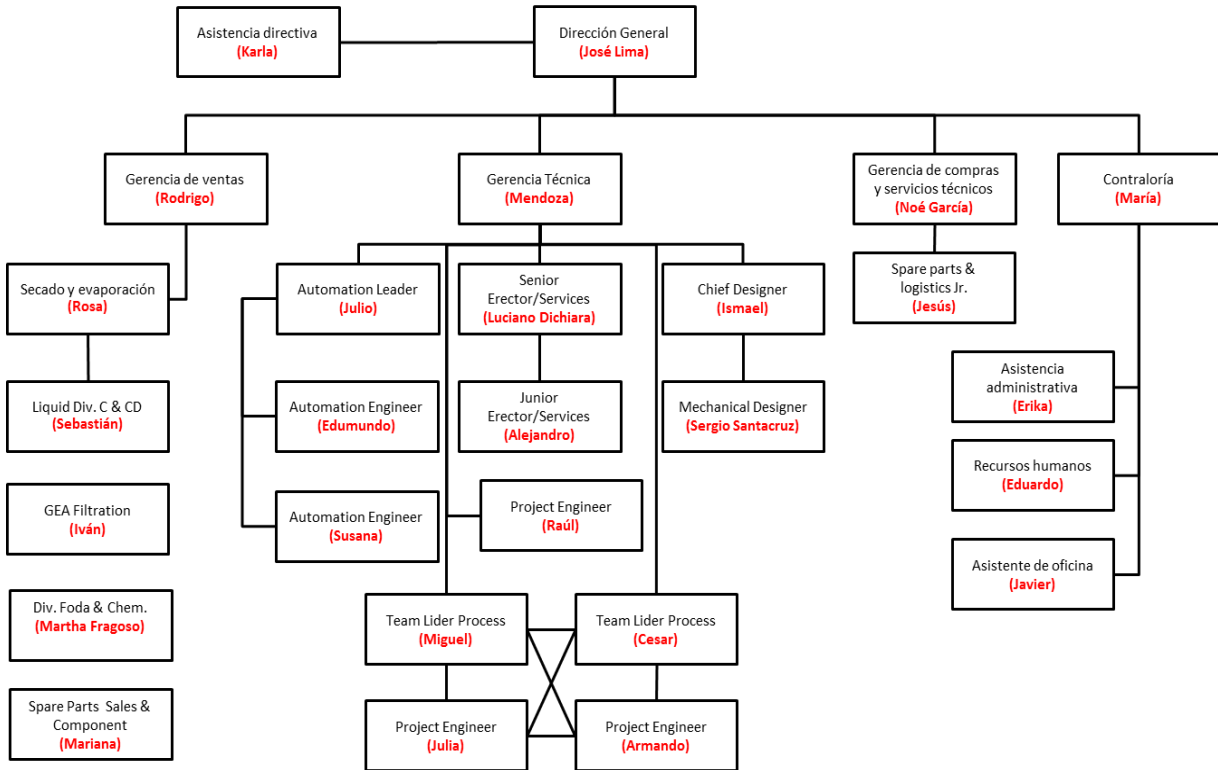 Asistencia directiva
(Karla)
Dirección General
(José Lima)
Gerencia de ventas
(Rodrigo)
Gerencia Técnica
(Mendoza)
Gerencia de compras
y servicios técnicos
(Noé García)
Contraloría
(María)
Secado y evaporación
(Rosa)
Automation Leader
(Julio)
Senior
Erector/Services
(Luciano Dichiara)
Chief Designer
(Ismael)
Spare parts &
logistics Jr.
(Jesús)
Liquid Div. C & CD
(Sebastián)
Automation Engineer
(Edumundo)
Junior
Erector/Services
(Alejandro)
Mechanical Designer
(Sergio Santacruz)
Asistencia
administrativa
(Erika)
GEA Filtration
(Iván)
Automation Engineer
(Susana)
Project Engineer
(Raúl)
Recursos humanos
(Eduardo)
Div. Foda & Chem.
(Martha Fragoso)
Team Lider Process
(Miguel)
Team Lider Process
(Cesar)
Asistente de oficina
(Javier)
Spare Parts Sales &
Component
(Mariana)
Project Engineer
(Julia)
Project Engineer
(Armando)